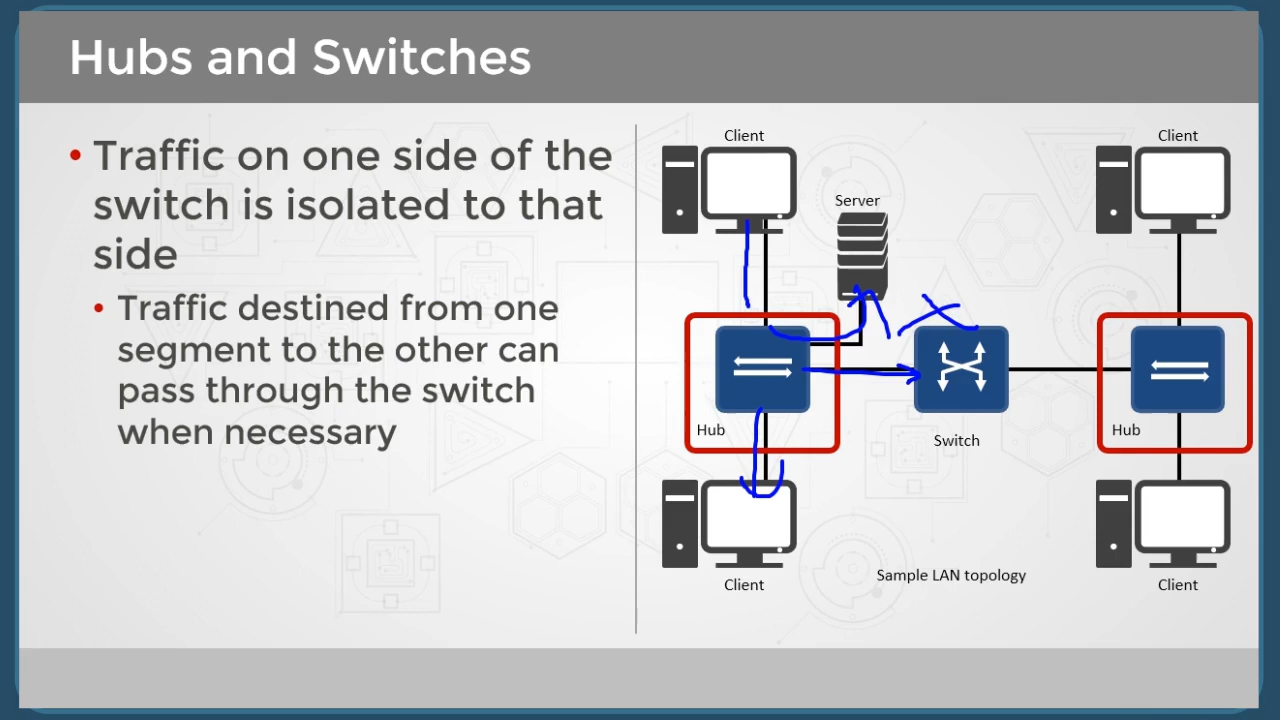 Hubs and Switches
• Traffic on one side of the
switch is isolated to that
side
• Traffic destined from one
segment to the other can
pass through the switch
when necessary
Client
Client
Server
Hub
Switch
Hub
Client
Sample LAN topology
Client